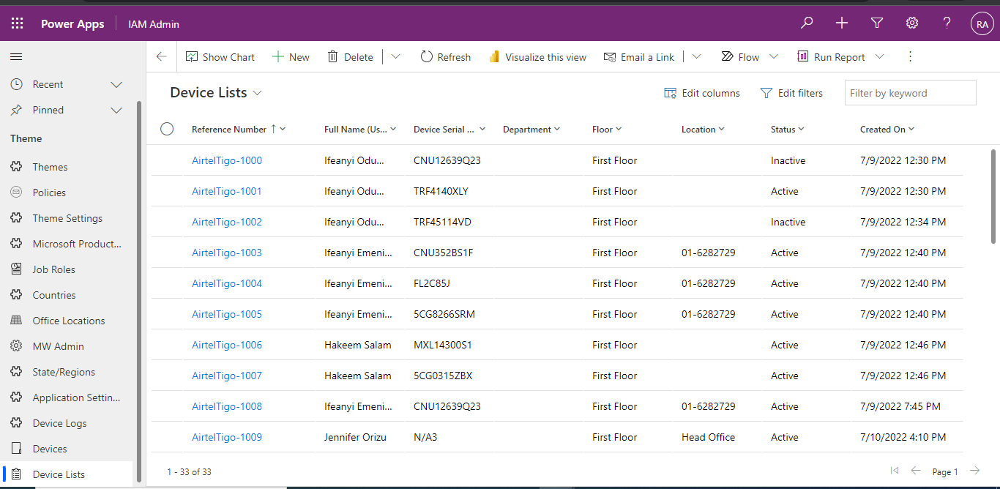 Power Apps IAM Admin RA
Show Chart New Delete Refresh Visualize this view Email a Link Flow Run Report
Recent
Pinned
Theme
Themes
Policies
Theme Settings
Microsoft Product...
Job Roles
Countries
Office Locations
MW Admin
State/Regions
Application Settin...
Device Logs
Devices
Device Lists
Device Lists Edit columns Edit filters Filter by keyword
Reference Number ↑ Full Name (Us... Device Serial ... Department Floor Location Status Created On
AirtelTigo-1000 Ifeanyi Odu... CNU12639Q23 First Floor Inactive 7/9/2022 12:30 PM
AirtelTigo-1001 Ifeanyi Odu... TRF4140XLY First Floor Active 7/9/2022 12:30 PM
AirtelTigo-1002 Ifeanyi Odu... TRF45114VD First Floor Inactive 7/9/2022 12:34 PM
AirtelTigo-1003 Ifeanyi Emeni... CNU352BS1F First Floor 01-6282729 Active 7/9/2022 12:40 PM
AirtelTigo-1004 Ifeanyi Emeni... FL2C85J First Floor 01-6282729 Active 7/9/2022 12:40 PM
AirtelTigo-1005 Ifeanyi Emeni... 5CG8266SRM First Floor 01-6282729 Active 7/9/2022 12:40 PM
AirtelTigo-1006 Hakeem Salam MXL14300S1 First Floor Active 7/9/2022 12:46 PM
AirtelTigo-1007 Hakeem Salam 5CG0315ZBX First Floor Active 7/9/2022 12:46 PM
AirtelTigo-1008 Ifeanyi Emeni... CNU12639Q23 First Floor 01-6282729 Active 7/9/2022 7:45 PM
AirtelTigo-1009 Jennifer Orizu N/A3 First Floor Head Office Active 7/10/2022 4:10 PM
1 - 33 of 33 Page 1